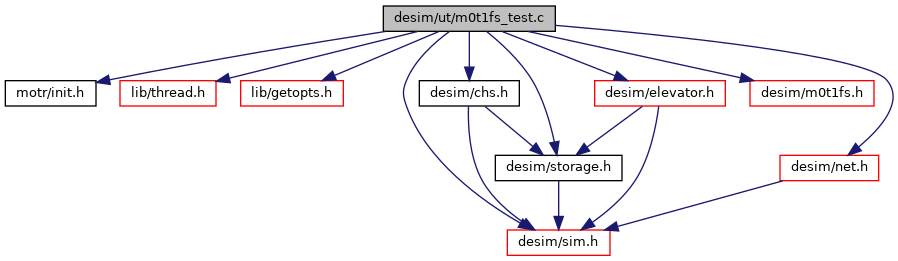 desim/ut/m0t1fs_test.c
motr/init.h
lib/thread.h
lib/getopts.h
desim/chs.h
desim/elevator.h
desim/m0t1fs.h
desim/storage.h
desim/net.h
desim/sim.h